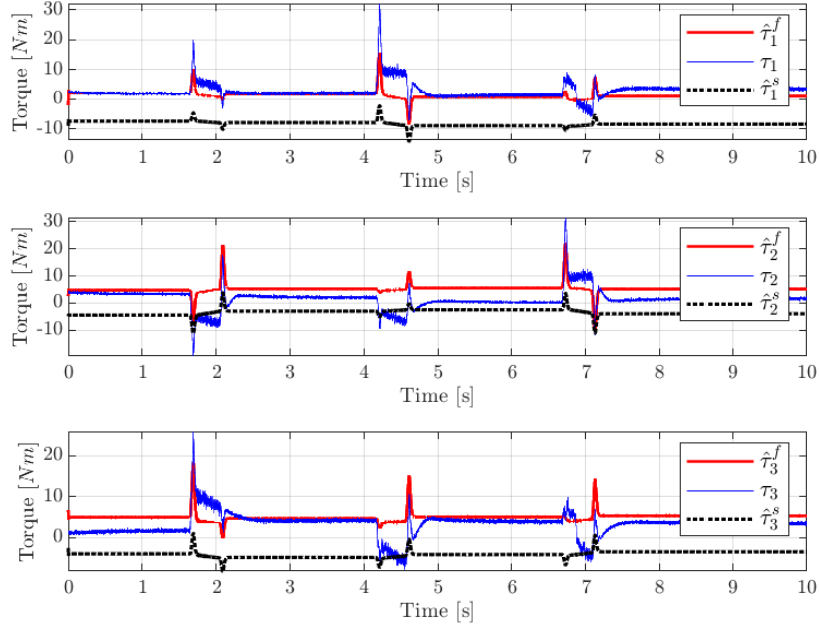 Torque [Nm]
30
20
10
0
-10
τ̂₁ᶠ
τ₁
τ̂₁ˢ
0 1 2 3 4 5 6 7 8 9 10
Time [s]
Torque [Nm]
30
20
10
0
-10
τ̂₂ᶠ
τ₂
τ̂₂ˢ
0 1 2 3 4 5 6 7 8 9 10
Time [s]
Torque [Nm]
20
10
0
τ̂₃ᶠ
τ₃
τ̂₃ˢ
0 1 2 3 4 5 6 7 8 9 10
Time [s]